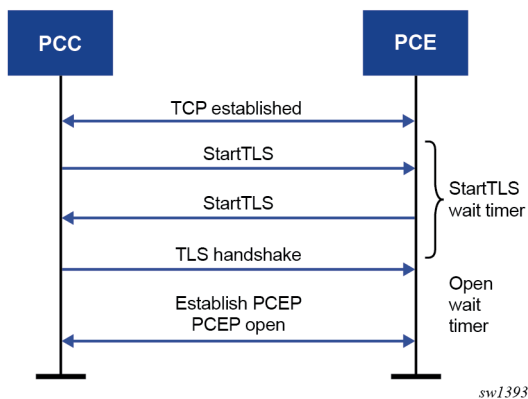 PCC
PCE
TCP established
StartTLS
StartTLS
StartTLS
wait timer
TLS handshake
Establish PCEP
PCEP open
Open
wait
timer
sw1393